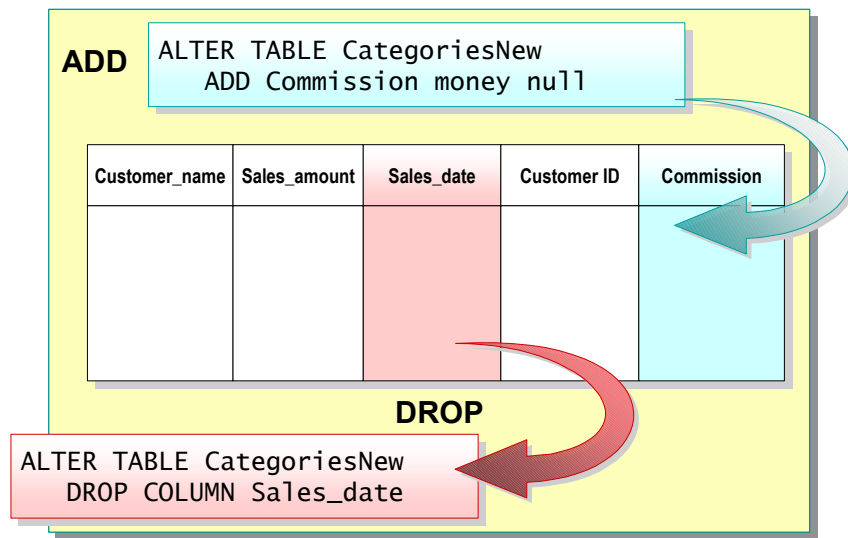 ADD
ALTER TABLE CategoriesNew
ADD Commission money null
Customer_name Sales_amount Sales_date Customer ID Commission
DROP
ALTER TABLE CategoriesNew
DROP COLUMN Sales_date